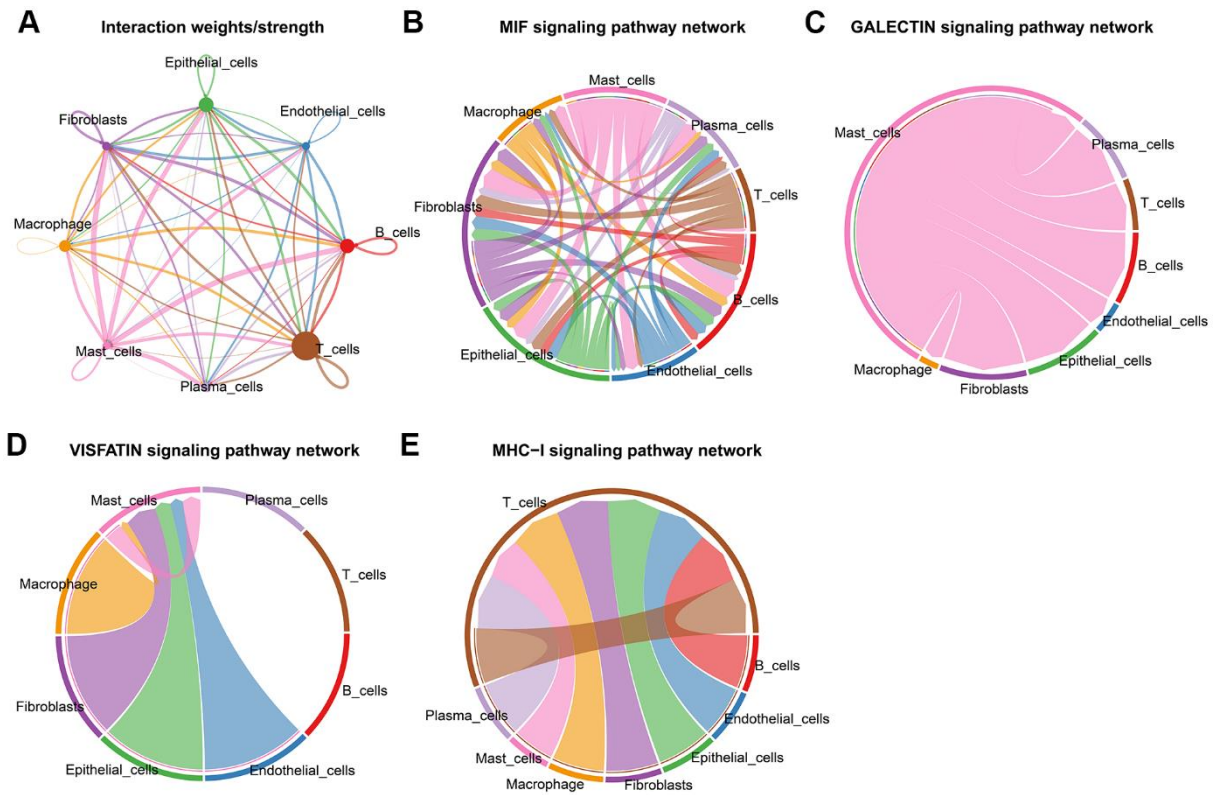 A
Interaction weights/strength
Epithelial_cells
Endothelial_cells
Fibroblasts
Macrophage
B_cells
Mast_cells
T_cells
Plasma_cells
B
MIF signaling pathway network
Mast_cells
Macrophage
Plasma_cells
T_cells
Fibroblasts
B_cells
Epithelial_cells
Endothelial_cells
C
GALECTIN signaling pathway network
Mast_cells
Plasma_cells
T_cells
B_cells
Endothelial_cells
Epithelial_cells
Macrophage
Fibroblasts
D
VISFATIN signaling pathway network
Mast_cells
Plasma_cells
Macrophage
T_cells
B_cells
Fibroblasts
Epithelial_cells
Endothelial_cells
E
MHC−I signaling pathway network
T_cells
B_cells
Plasma_cells
Endothelial_cells
Mast_cells
Epithelial_cells
Macrophage
Fibroblasts